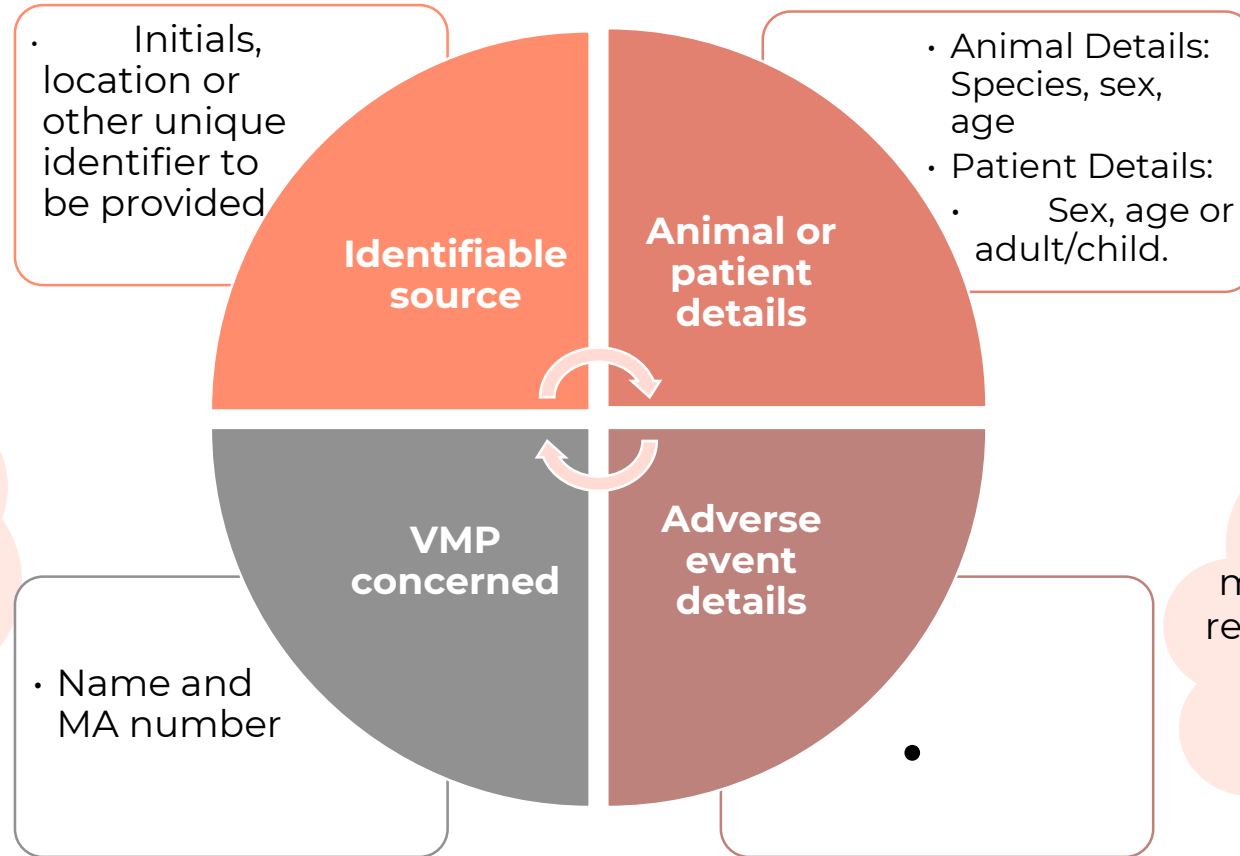 · Initials,
location or
other unique
identifier to
be provided
Identifiable
source
Animal or
patient
details
· Animal Details:
Species, sex,
age
· Patient Details:
· Sex, age or
adult/child.
VMP
concerned
· Name and
MA number
Adverse
event
details
•
m
re